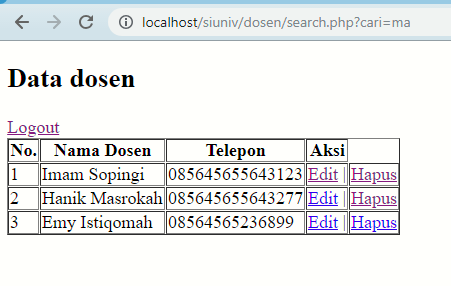 localhost/siuniv/dosen/search.php?cari=ma
Data dosen
Logout
No. Nama Dosen Telepon Aksi
1 Imam Sopingi 085645655643123 Edit | Hapus
2 Hanik Masrokah 085645655643277 Edit | Hapus
3 Emy Istiqomah 08564565236899 Edit | Hapus